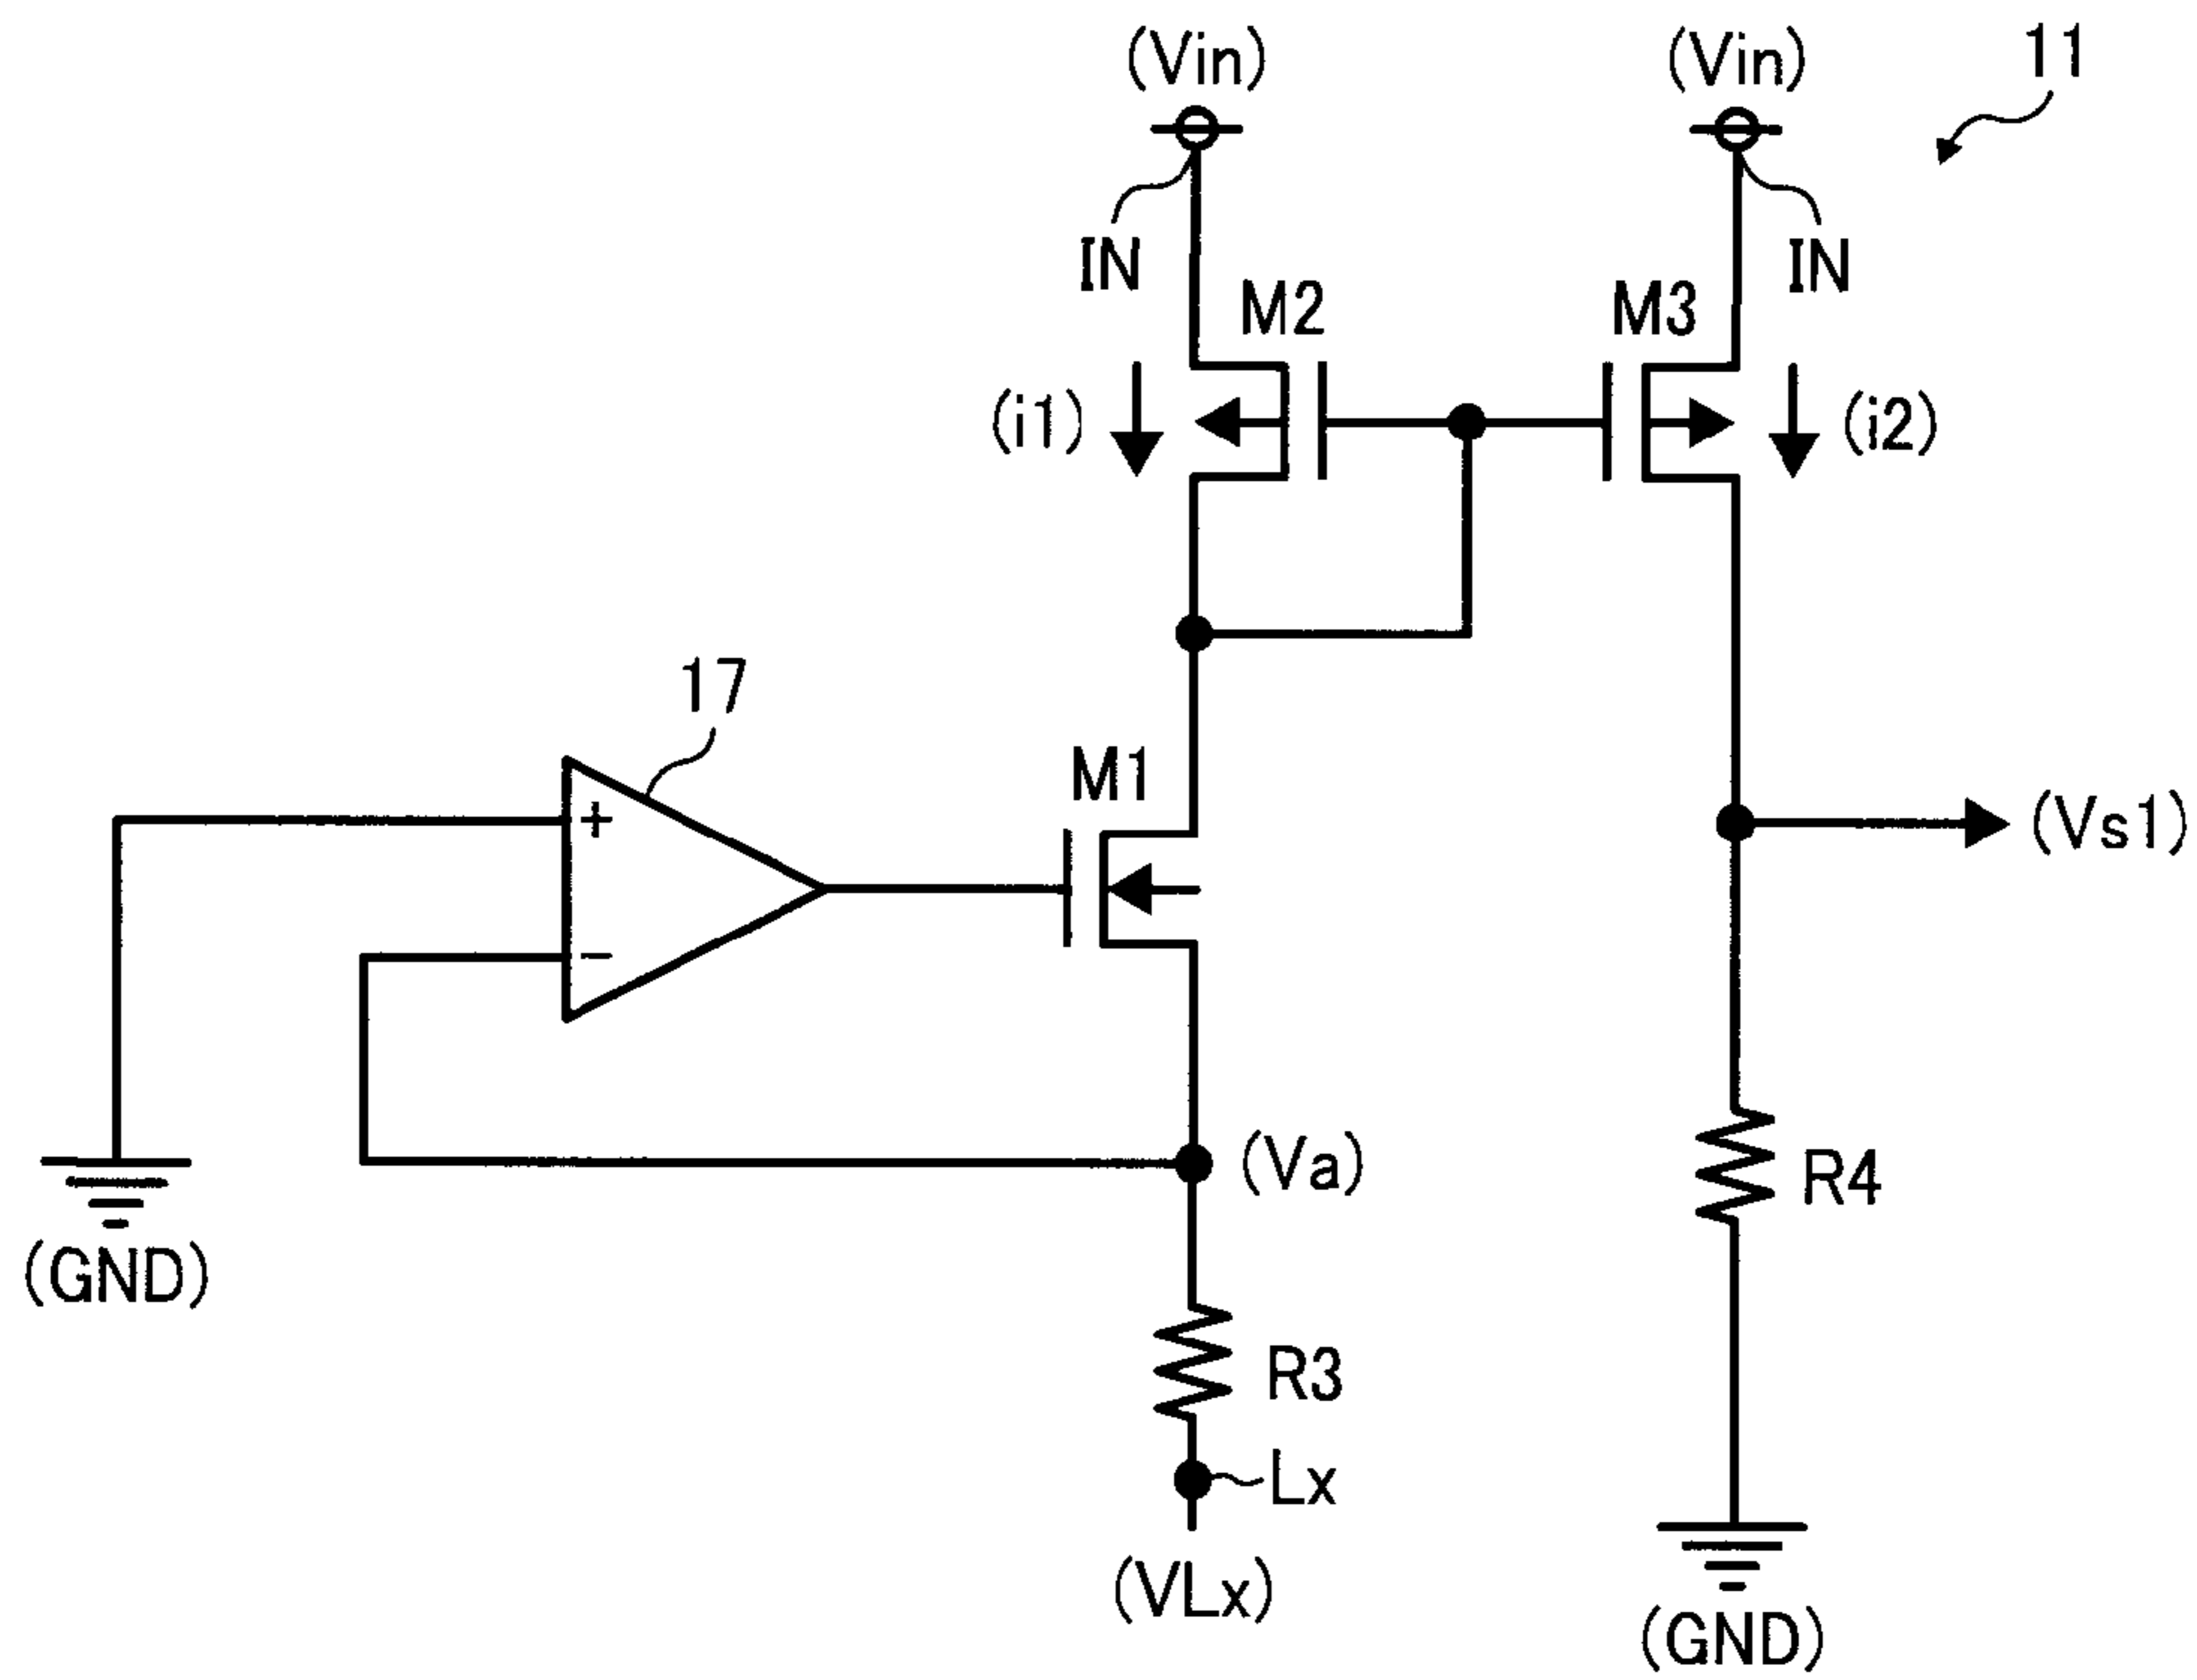 (Vin)
(Vin)
11
IN
IN
M2
M3
(i1)
(i2)
17
M1
+
(Vs1)
−
(Va)
R4
(GND)
R3
Lx
(VLx)
(GND)